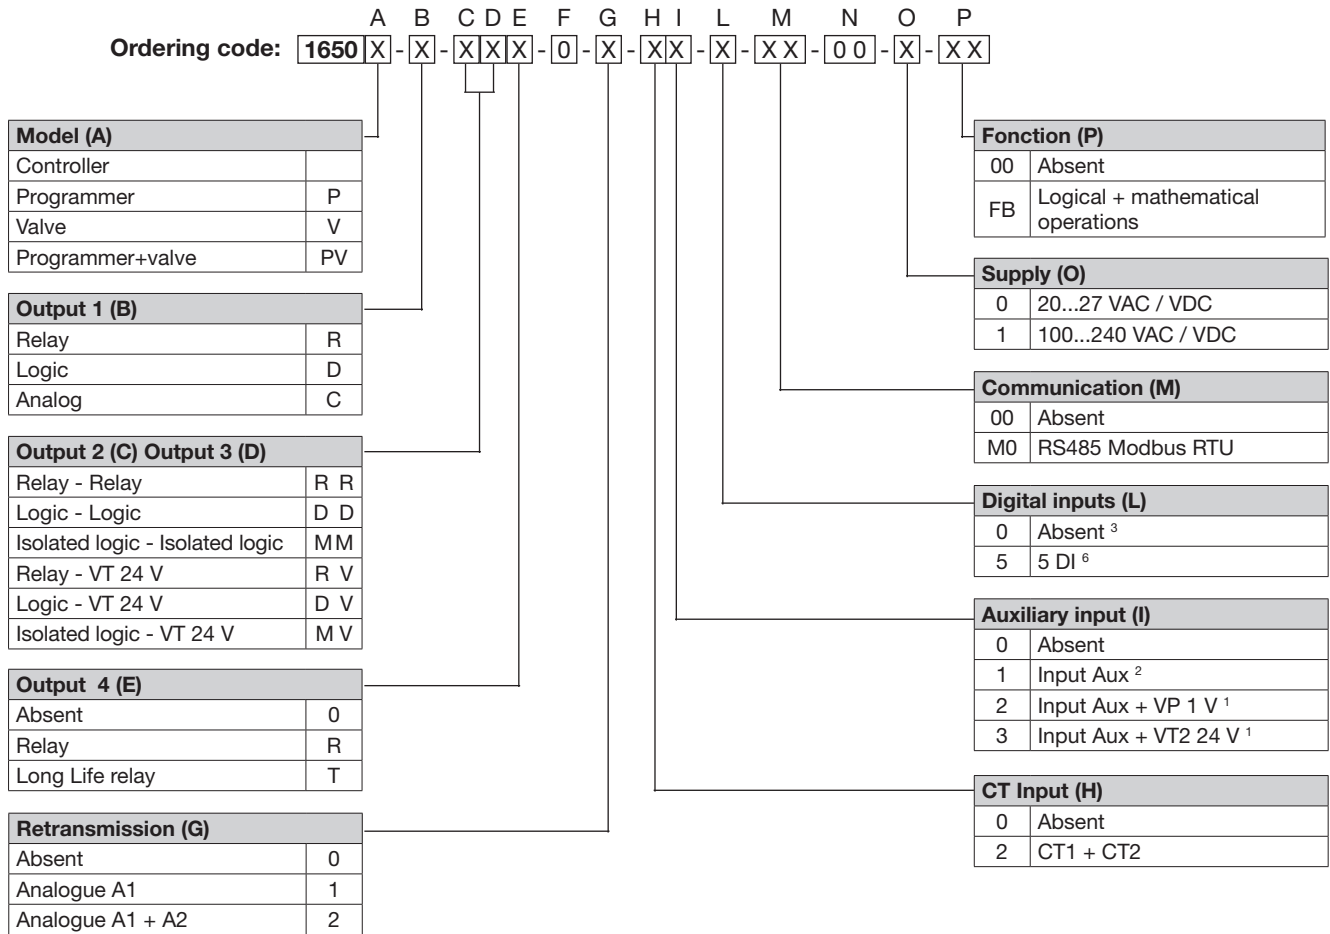 A B C D E F G H I L M N O P
Ordering code: 1650 X - X - X X X - 0 - X - X X - X - X X - 0 0 - X - X X
Model (A)
Controller
Programmer P
Valve V
Programmer+valve PV
Output 1 (B)
Relay R
Logic D
Analog C
Output 2 (C) Output 3 (D)
Relay - Relay R R
Logic - Logic D D
Isolated logic - Isolated logic M M
Relay - VT 24 V R V
Logic - VT 24 V D V
Isolated logic - VT 24 V M V
Output 4 (E)
Absent 0
Relay R
Long Life relay T
Retransmission (G)
Absent 0
Analogue A1 1
Analogue A1 + A2 2
Fonction (P)
00 Absent
FB Logical + mathematical
operations
Supply (O)
0 20...27 VAC / VDC
1 100...240 VAC / VDC
Communication (M)
00 Absent
M0 RS485 Modbus RTU
Digital inputs (L)
0 Absent ³
5 5 DI ⁶
Auxiliary input (I)
0 Absent
1 Input Aux ²
2 Input Aux + VP 1 V ¹
3 Input Aux + VT2 24 V ¹
CT Input (H)
0 Absent
2 CT1 + CT2